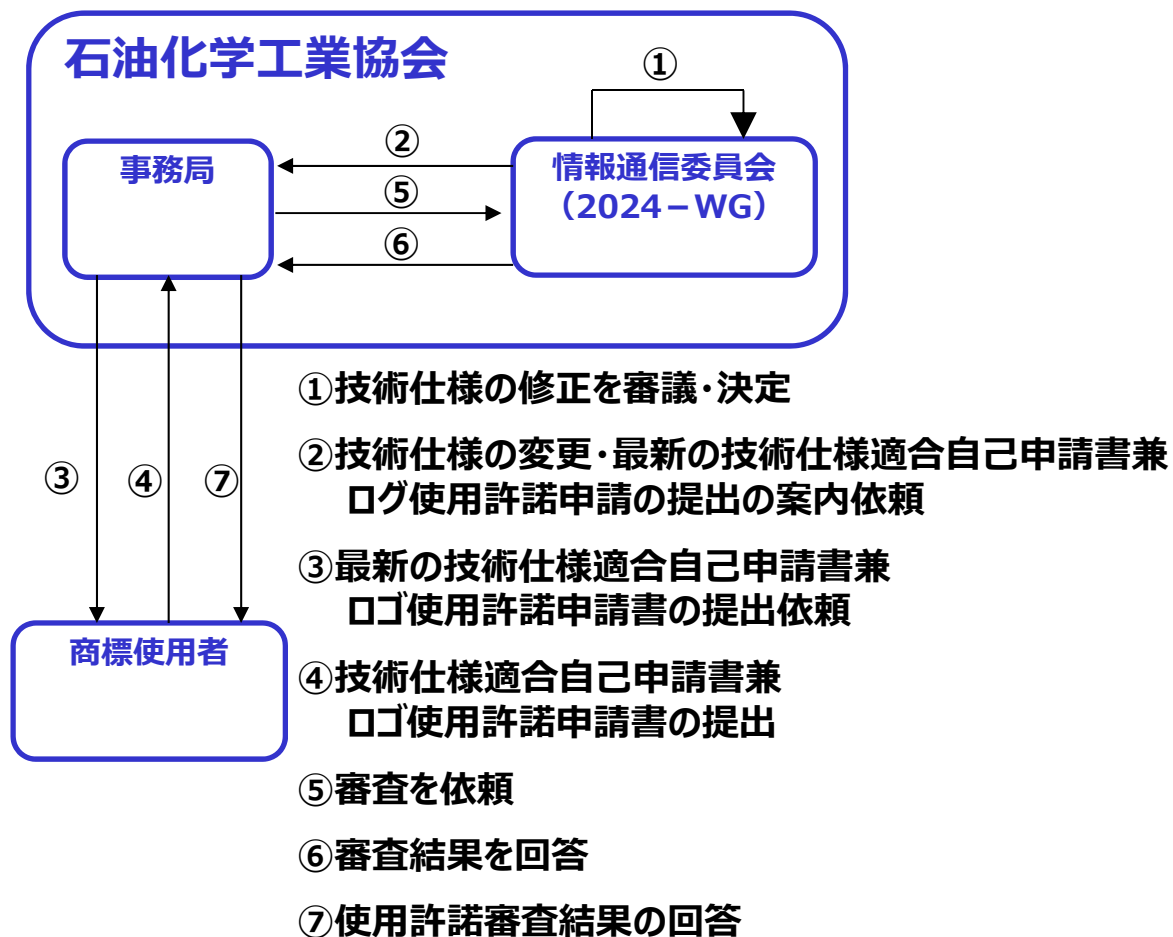 石油化学工業協会
①
事務局
②
⑤
⑥
情報通信委員会
（2024－WG）
③
④
⑦
商標使用者
①技術仕様の修正を審議・決定
②技術仕様の変更・最新の技術仕様適合自己申請書兼
ログ使用許諾申請の提出の案内依頼
③最新の技術仕様適合自己申請書兼
ロゴ使用許諾申請書の提出依頼
④技術仕様適合自己申請書兼
ロゴ使用許諾申請書の提出
⑤審査を依頼
⑥審査結果を回答
⑦使用許諾審査結果の回答